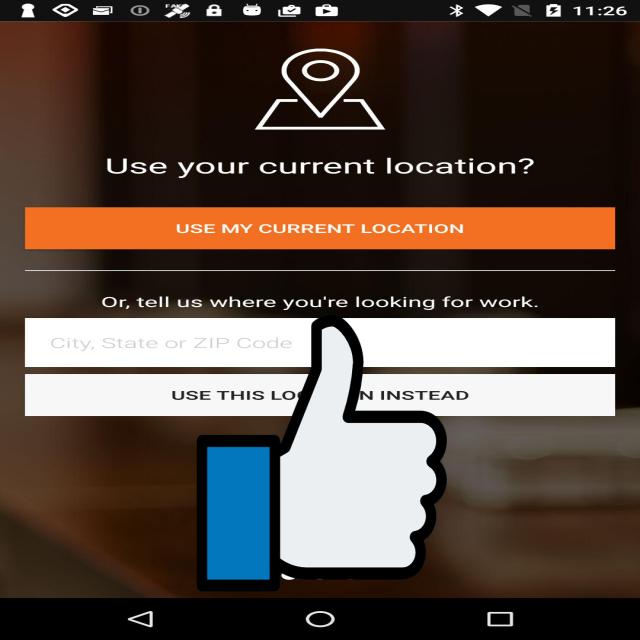 11:26
Use your current location?
USE MY CURRENT LOCATION
Or, tell us where you're looking for work.
City, State or ZIP Code
USE THIS LO N INSTEAD